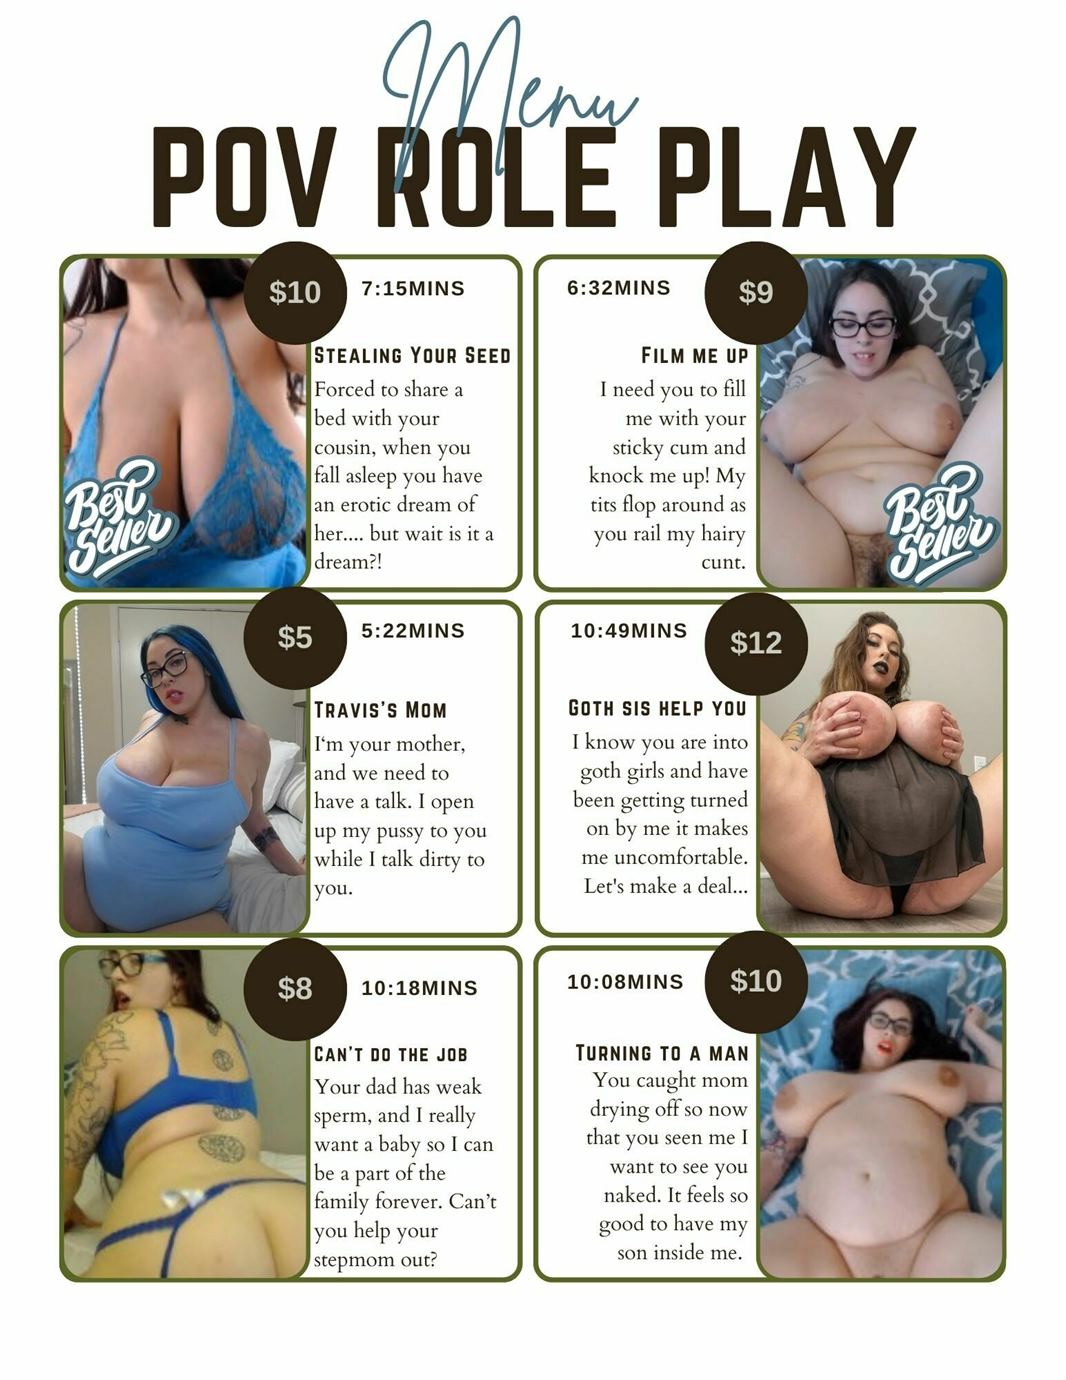 Menu
POV ROLE PLAY
$10
7:15MINS
STEALING YOUR SEED
Forced to share a
bed with your
cousin, when you
fall asleep you have
an erotic dream of
her.... but wait is it a
dream?!
Best
Seller
6:32MINS
$9
FILM ME UP
I need you to fill
me with your
sticky cum and
knock me up! My
tits flop around as
you rail my hairy
cunt.
Best
Seller
$5
5:22MINS
TRAVIS'S MOM
I'm your mother,
and we need to
have a talk. I open
up my pussy to you
while I talk dirty to
you.
10:49MINS
$12
GOTH SIS HELP YOU
I know you are into
goth girls and have
been getting turned
on by me it makes
me uncomfortable.
Let's make a deal...
$8
10:18MINS
CAN'T DO THE JOB
Your dad has weak
sperm, and I really
want a baby so I can
be a part of the
family forever. Can't
you help your
stepmom out?
10:08MINS
$10
TURNING TO A MAN
You caught mom
drying off so now
that you seen me I
want to see you
naked. It feels so
good to have my
son inside me.